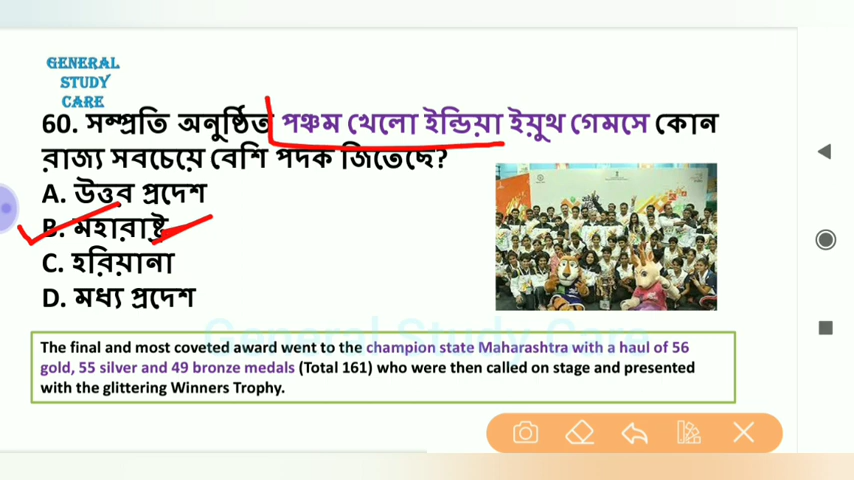 GENERAL
STUDY
CARE
60. সম্প্রতি অনুষ্ঠিত পঞ্চম খেলো ইন্ডিয়া ইয়ুথ গেমসে কোন
রাজ্য সবচেয়ে বেশি পদক জিতেছে?
A. উত্তর প্রদেশ
B. মহারাষ্ট্র
C. হরিয়ানা
D. মধ্য প্রদেশ
General Study Care
The final and most coveted award went to the champion state Maharashtra with a haul of 56
gold, 55 silver and 49 bronze medals (Total 161) who were then called on stage and presented
with the glittering Winners Trophy.